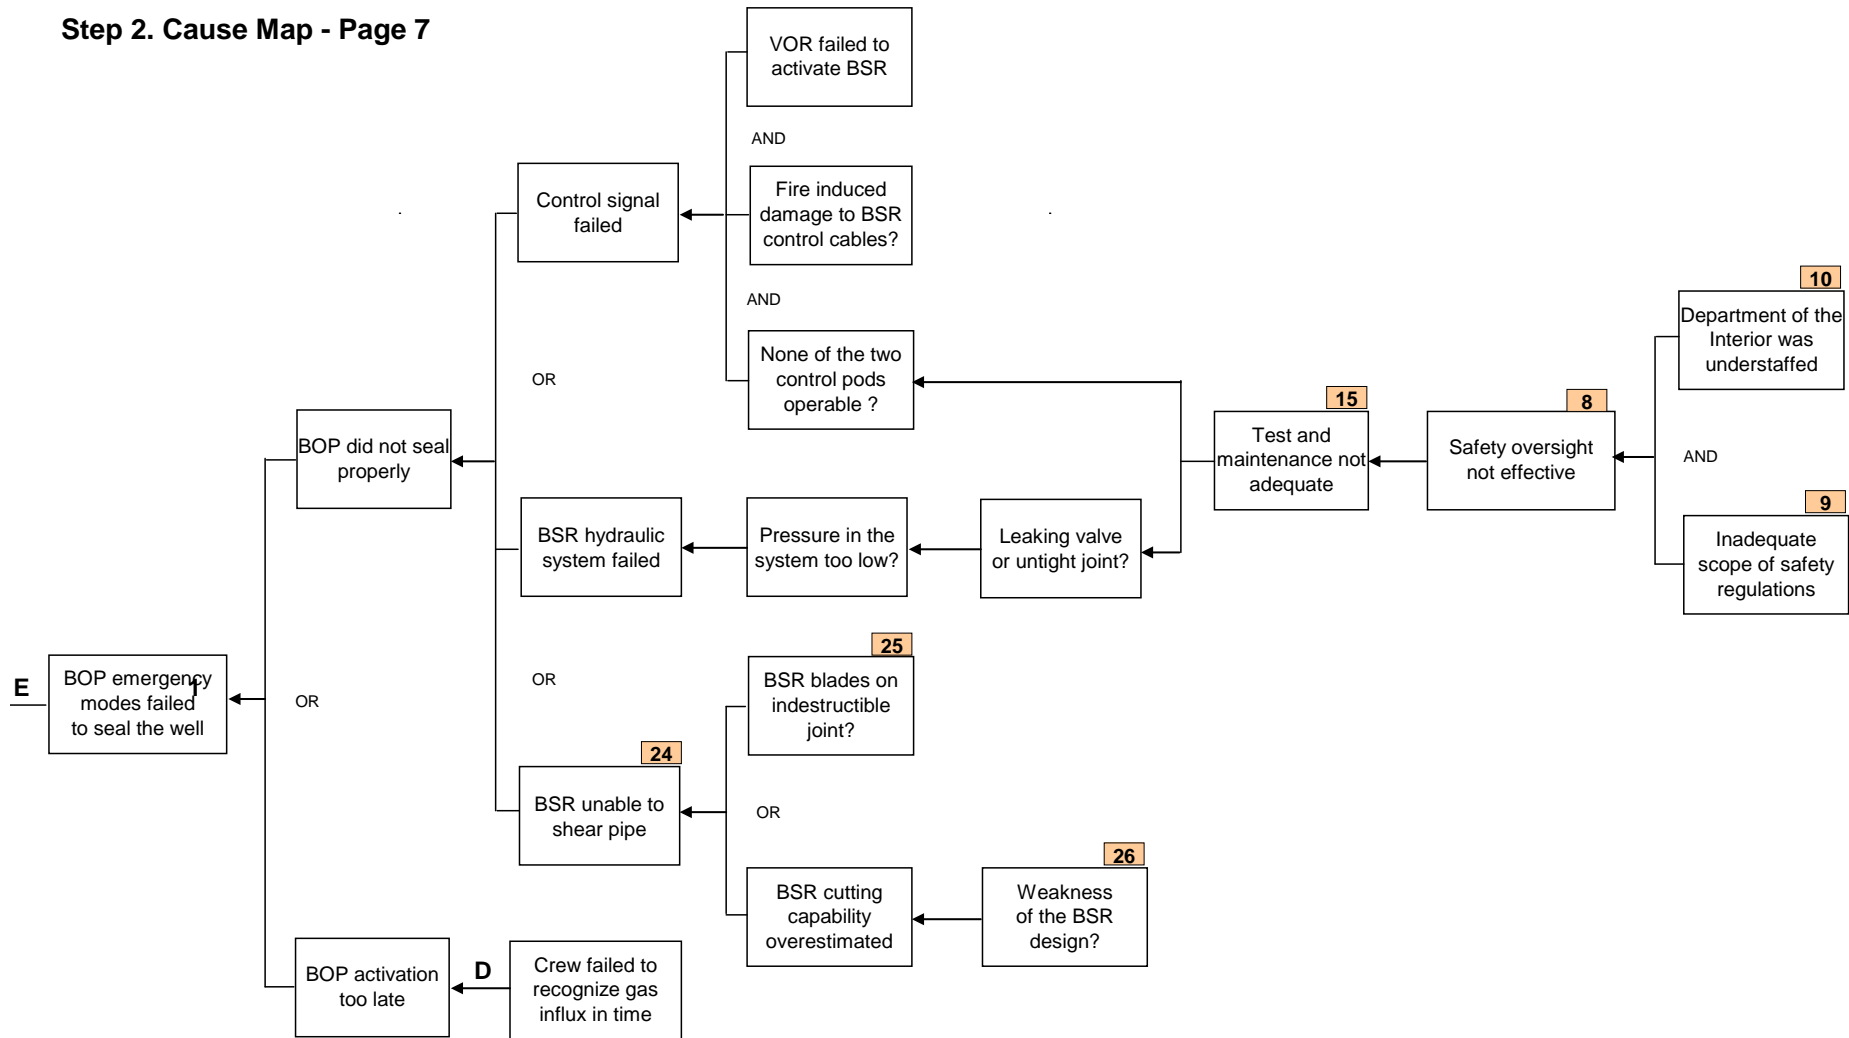 Step 2. Cause Map - Page 7
VOR failed to
activate BSR
AND
Fire induced
damage to BSR
control cables?
Control signal
failed
AND
None of the two
control pods
operable ?
OR
10
Department of the
Interior was
understaffed
AND
9
Inadequate
scope of safety
regulations
15
Test and
maintenance not
adequate
8
Safety oversight
not effective
BOP did not seal
properly
BSR hydraulic
system failed
Pressure in the
system too low?
Leaking valve
or untight joint?
OR
E
BOP emergency
modes failed
to seal the well
1
OR
25
BSR blades on
indestructible
joint?
24
BSR unable to
shear pipe
OR
BSR cutting
capability
overestimated
26
Weakness
of the BSR
design?
BOP activation
too late
D
Crew failed to
recognize gas
influx in time